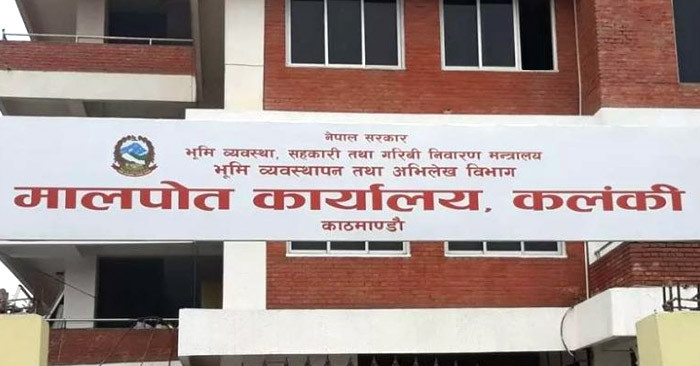 नेपाल सरकार
भूमि व्यवस्था, सहकारी तथा गरिबी निवारण मन्त्रालय
भूमि व्यवस्थापन तथा अभिलेख विभाग
मालपोत कार्यालय, कलंकी
काठमाण्डौ